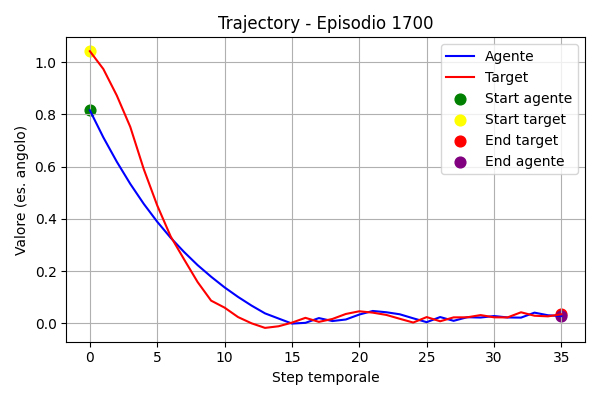 Trajectory - Episodio 1700
Valore (es. angolo)
1.0
0.8
0.6
0.4
0.2
0.0
Agente
Target
Start agente
Start target
End target
End agente
0 5 10 15 20 25 30 35
Step temporale